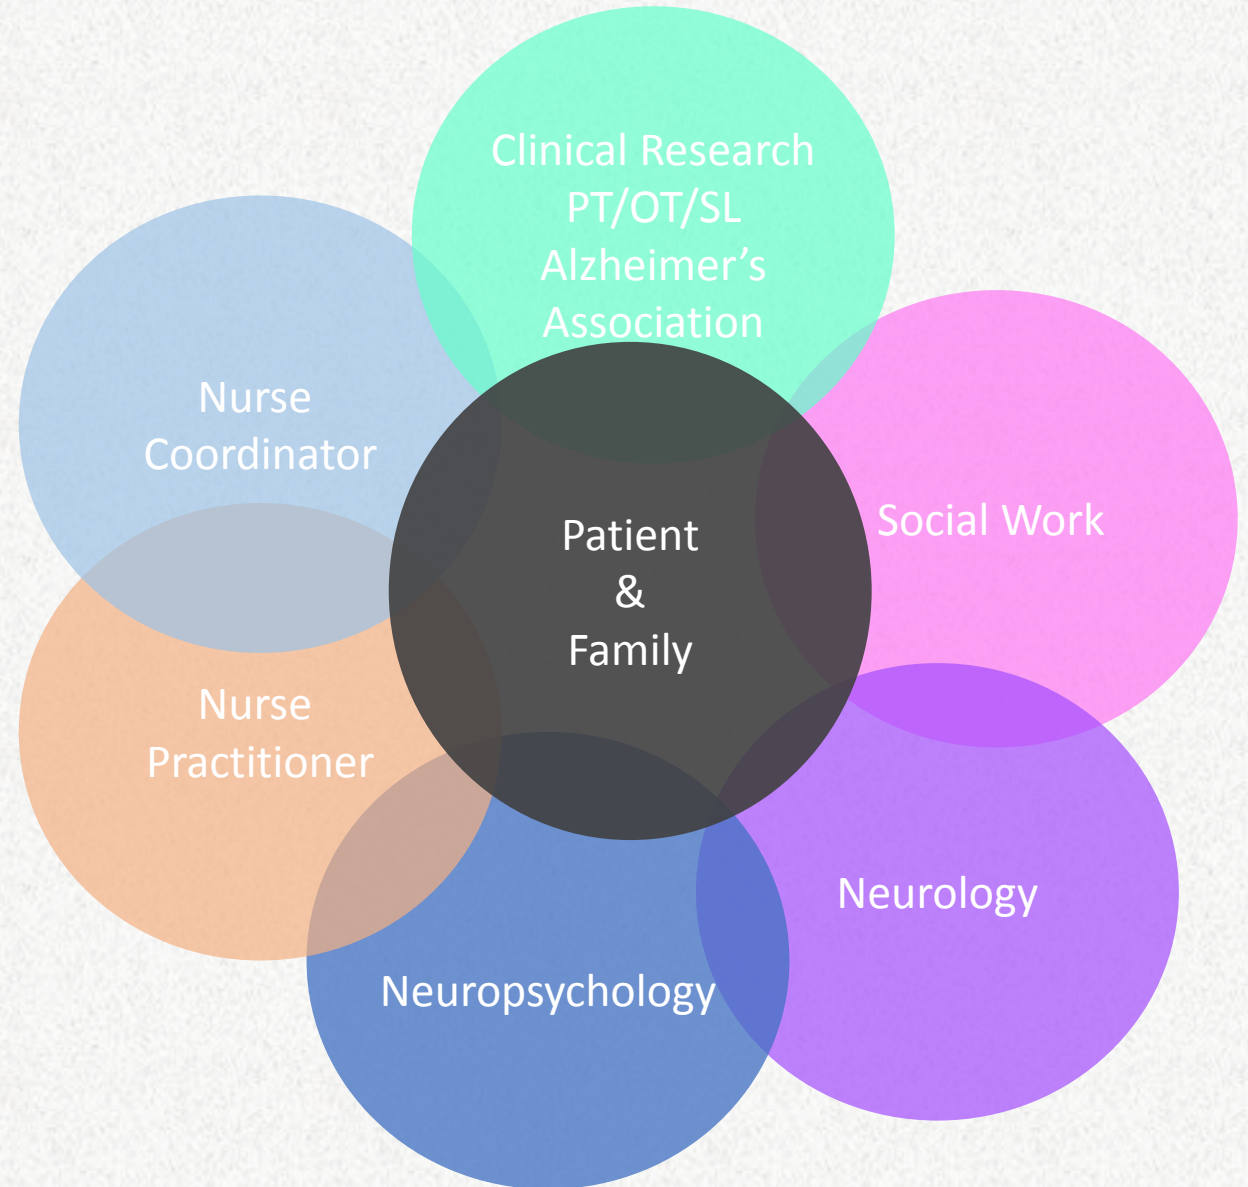 Clinical Research
PT/OT/SL
Alzheimer’s
Association
Nurse
Coordinator
Social Work
Patient
&
Family
Nurse
Practitioner
Neurology
Neuropsychology